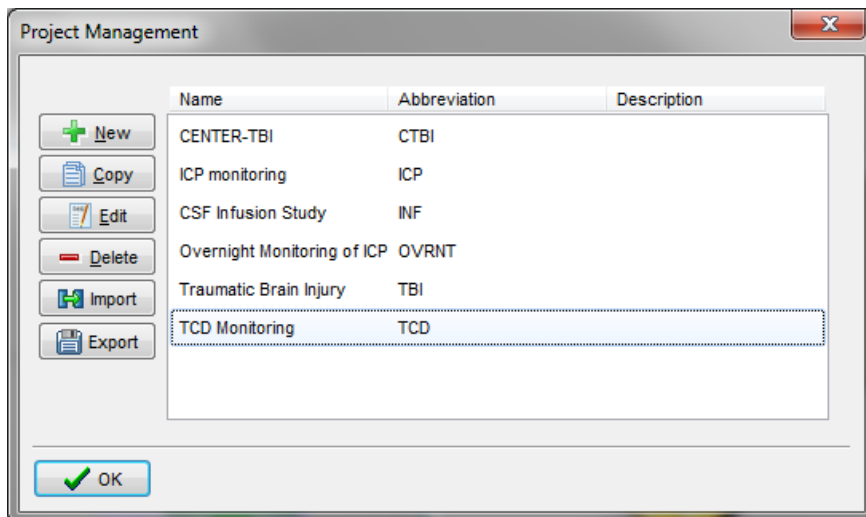 Project Management
Name Abbreviation Description
New
CENTER-TBI CTBI
Copy
ICP monitoring ICP
Edit
CSF Infusion Study INF
Delete
Overnight Monitoring of ICP OVRNT
Import
Traumatic Brain Injury TBI
Export
TCD Monitoring TCD
OK